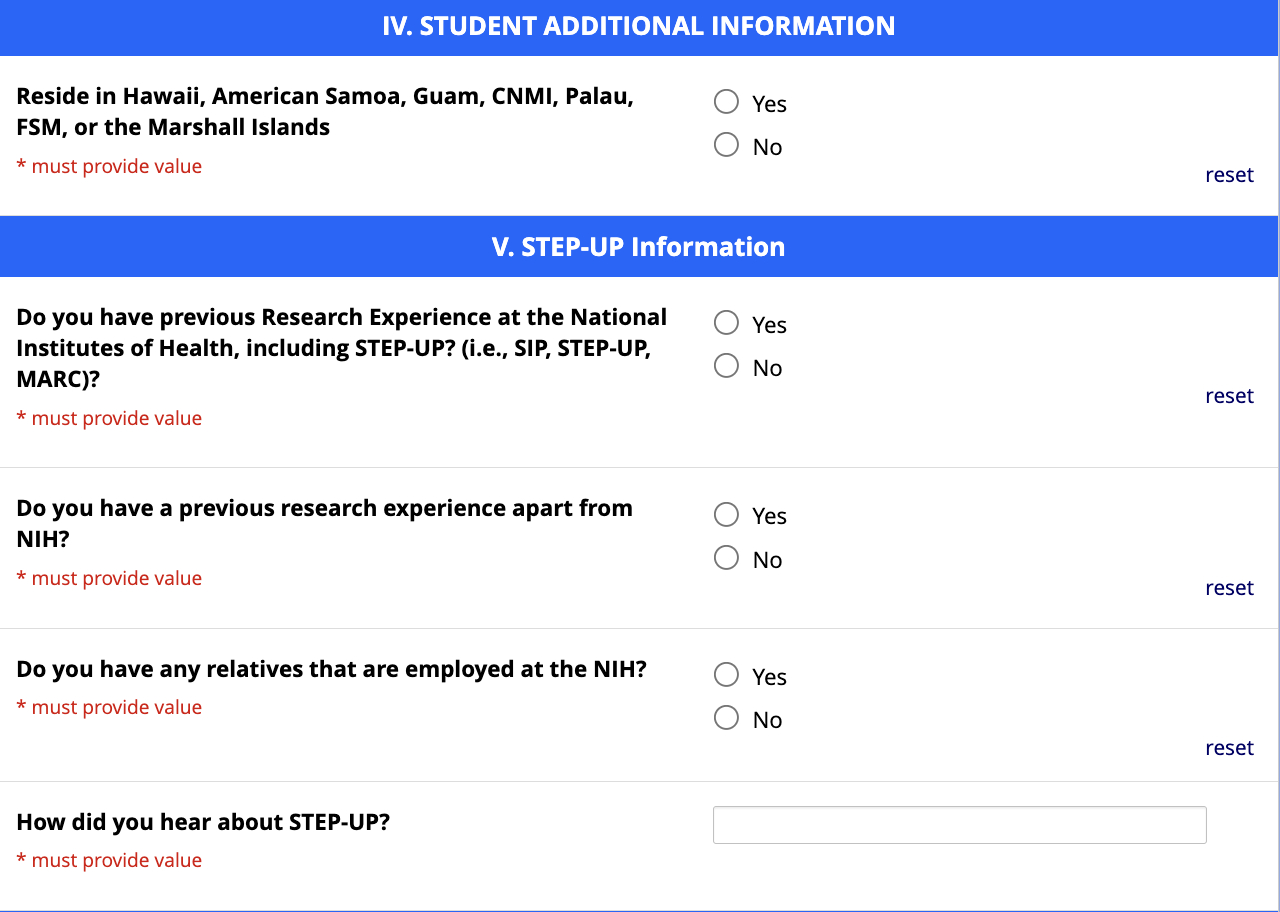 IV. STUDENT ADDITIONAL INFORMATION
Reside in Hawaii, American Samoa, Guam, CNMI, Palau,
FSM, or the Marshall Islands
* must provide value
Yes
No
reset
V. STEP-UP Information
Do you have previous Research Experience at the National
Institutes of Health, including STEP-UP? (i.e., SIP, STEP-UP,
MARC)?
* must provide value
Yes
No
reset
Do you have a previous research experience apart from
NIH?
* must provide value
Yes
No
reset
Do you have any relatives that are employed at the NIH?
* must provide value
Yes
No
reset
How did you hear about STEP-UP?
* must provide value